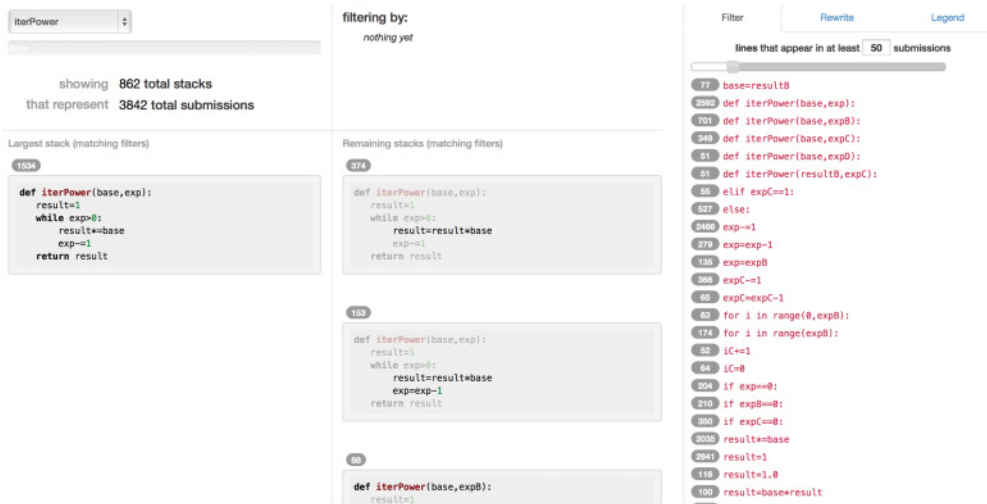 iterPower
showing 862 total stacks
that represent 3842 total submissions
filtering by:
nothing yet
Filter Rewrite Legend
lines that appear in at least 50 submissions
Largest stack (matching filters)
1534
def iterPower(base,exp):
result=1
while exp>0:
result*=base
exp-=1
return result
Remaining stacks (matching filters)
374
def iterPower(base,exp):
result=1
while exp>0:
result=result*base
exp-=1
return result
153
def iterPower(base,exp):
result=1
while exp>0:
result=result*base
exp=exp-1
return result
88
def iterPower(base,expB):
result=1
77 base=resultB
2592 def iterPower(base,exp):
701 def iterPower(base,expB):
349 def iterPower(base,expC):
51 def iterPower(base,expD):
51 def iterPower(resultB,expC):
55 elif expC==1:
527 else:
2466 exp-=1
279 exp=exp-1
135 exp=expB
366 expC-=1
65 expC=expC-1
63 for i in range(0,expB):
174 for i in range(expB):
52 iC+=1
64 iC=0
204 if exp==0:
210 if expB==0:
350 if expC==0:
2035 result*=base
2941 result=1
116 result=1.0
100 result=base*result